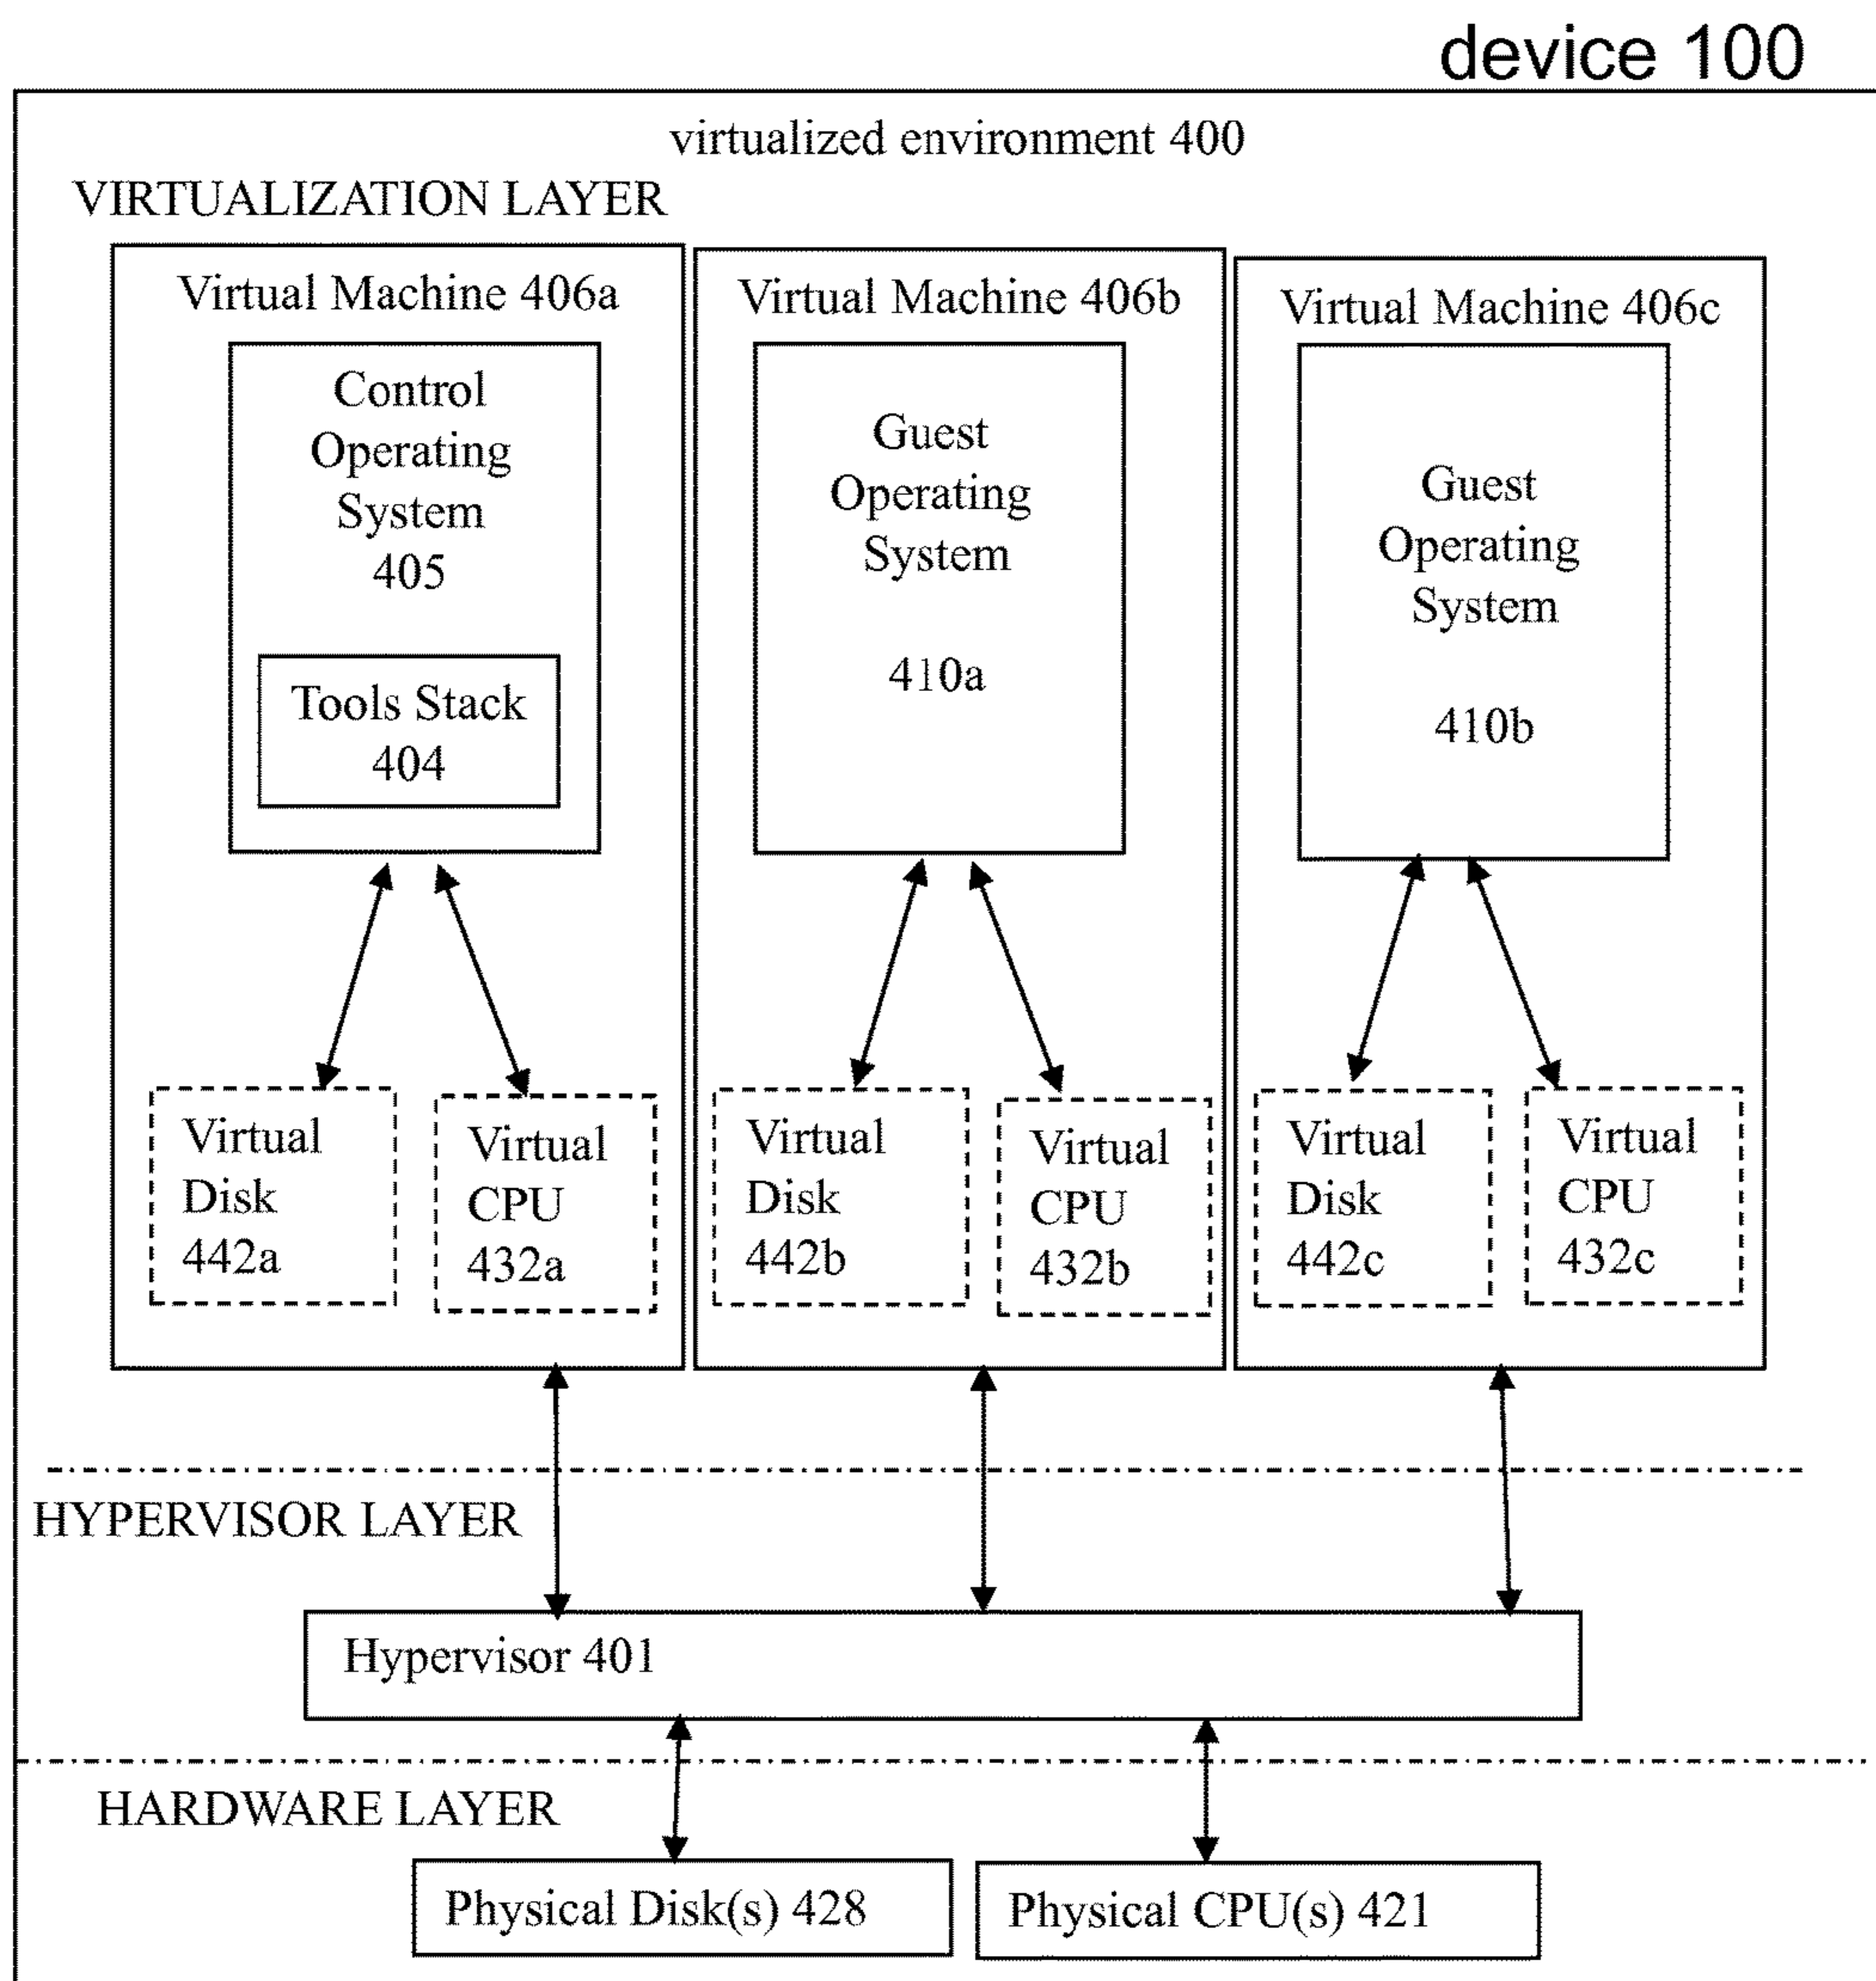 device 100
virtualized environment 400
VIRTUALIZATION LAYER
Virtual Machine 406a
Control
Operating
System
405
Tools Stack
404
Virtual
Disk
442a
Virtual
CPU
432a
Virtual Machine 406b
Guest
Operating
System
410a
Virtual
Disk
442b
Virtual
CPU
432b
Virtual Machine 406c
Guest
Operating
System
410b
Virtual
Disk
442c
Virtual
CPU
432c
HYPERVISOR LAYER
Hypervisor 401
HARDWARE LAYER
Physical Disk(s) 428
Physical CPU(s) 421